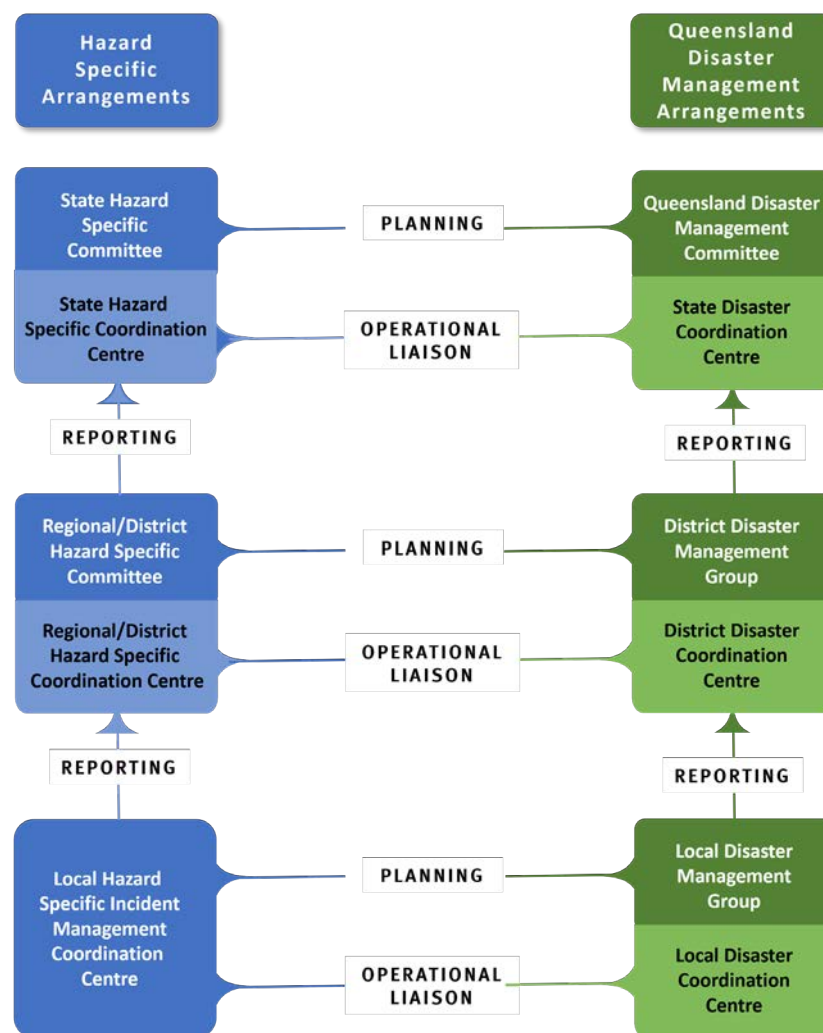 Hazard
Specific
Arrangements
Queensland
Disaster
Management
Arrangements
State Hazard
Specific
Committee
PLANNING
Queensland Disaster
Management
Committee
State Hazard
Specific Coordination
Centre
OPERATIONAL
LIAISON
State Disaster
Coordination
Centre
REPORTING
REPORTING
Regional/District
Hazard Specific
Committee
PLANNING
District Disaster
Management
Group
Regional/District
Hazard Specific
Coordination Centre
OPERATIONAL
LIAISON
District Disaster
Coordination
Centre
REPORTING
REPORTING
Local Hazard
Specific Incident
Management
Coordination
Centre
PLANNING
Local Disaster
Management
Group
OPERATIONAL
LIAISON
Local Disaster
Coordination
Centre